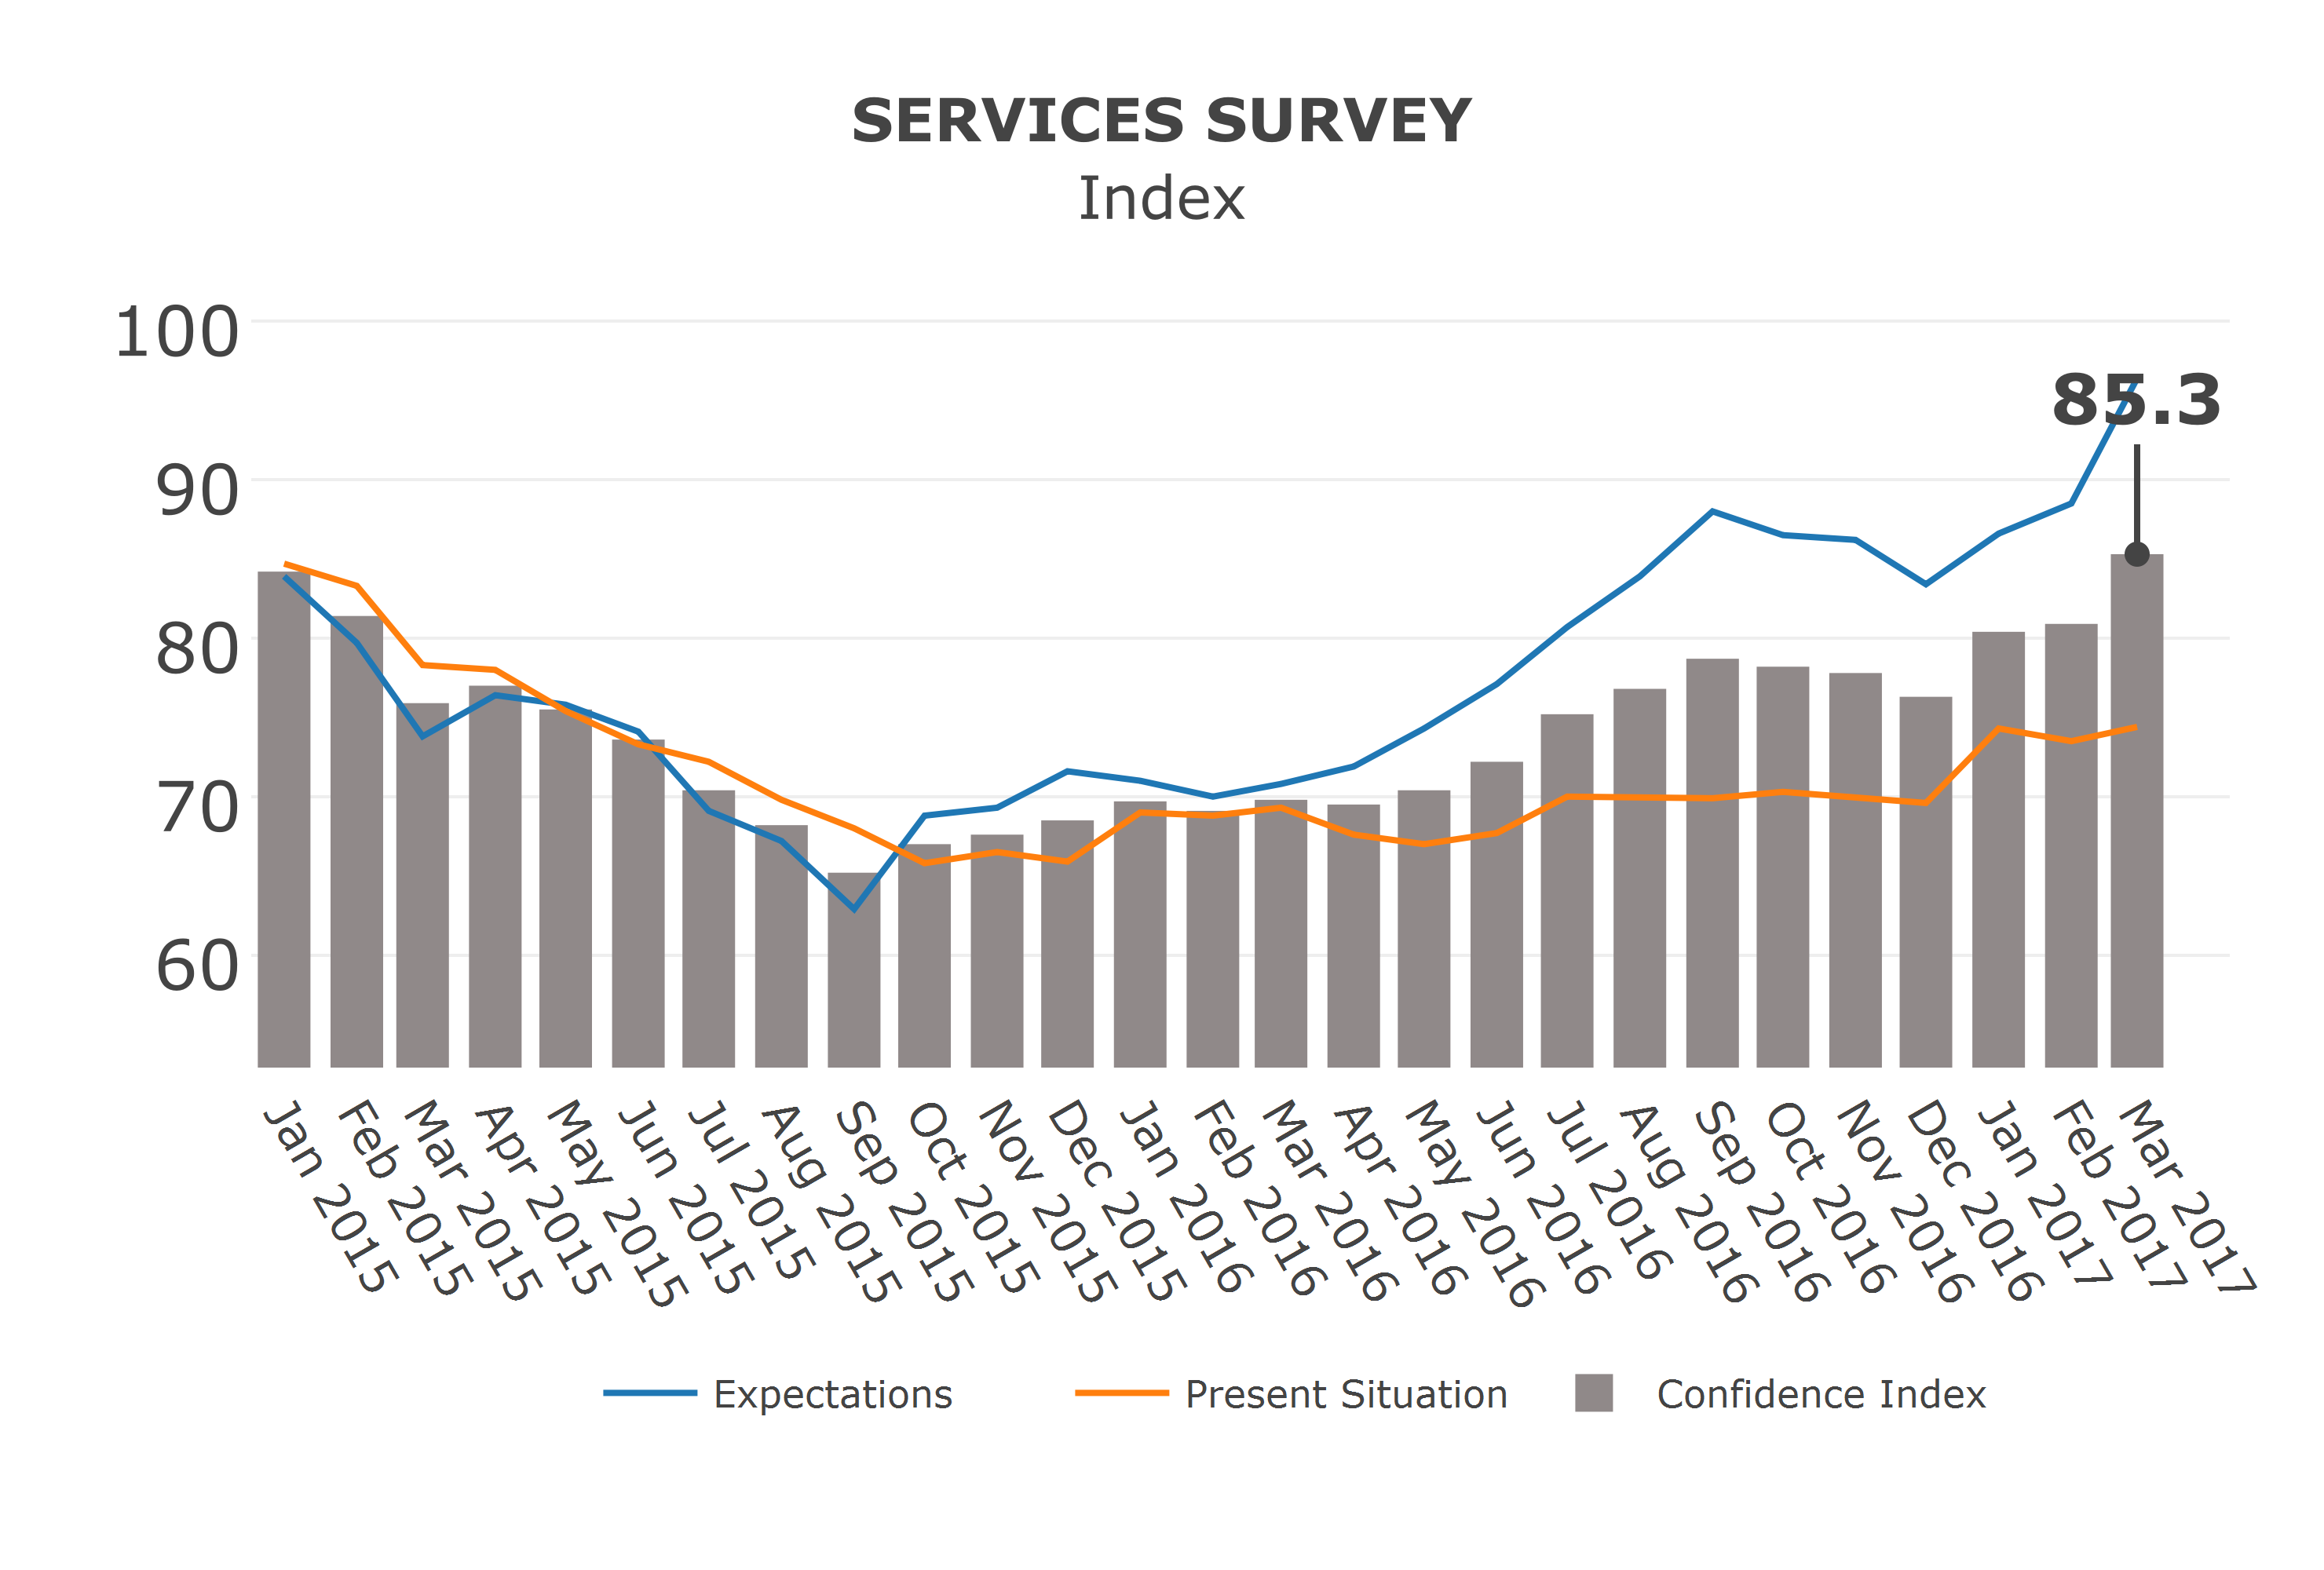 SERVICES SURVEY
Index
100
90
80
70
60
85.3
Jan 2015
Feb 2015
Mar 2015
Apr 2015
May 2015
Jun 2015
Jul 2015
Aug 2015
Sep 2015
Oct 2015
Nov 2015
Dec 2015
Jan 2016
Feb 2016
Mar 2016
Apr 2016
May 2016
Jun 2016
Jul 2016
Aug 2016
Sep 2016
Oct 2016
Nov 2016
Dec 2016
Jan 2017
Feb 2017
Mar 2017
Expectations
Present Situation
Confidence Index